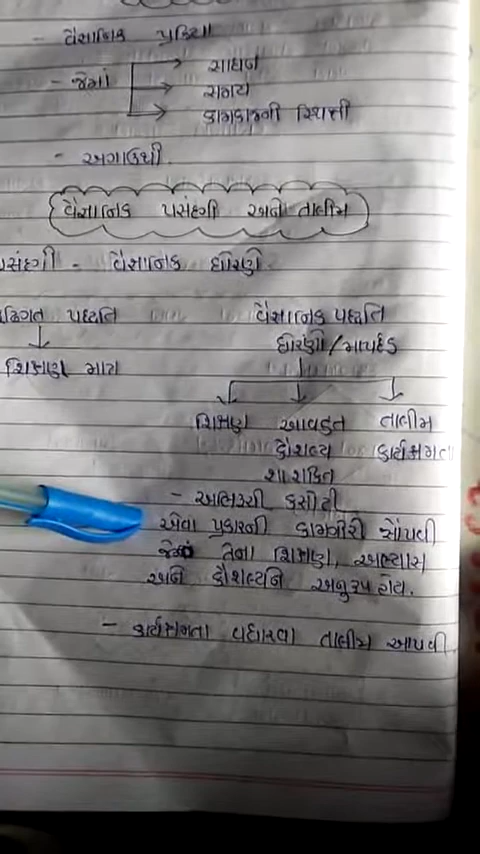 - વૈજ્ઞાનિક પ્રક્રિયા
- જેમાં
સાધન
સમય
કામકાજની સ્થિતી
- અગાઉથી.
વૈજ્ઞાનિક પસંદગી અને તાલીમ
પસંદગી - વૈજ્ઞાનિક ધોરણે.
પદ્ધતિ વૈજ્ઞાનિક પદ્ધતિ
ધોરણો/માપદંડ
શિક્ષણ માત્ર
શિક્ષણ આવડત તાલીમ
કૌશલ્ય કાર્યક્ષમતા
શા.શક્તિ
- અભિરૂચી કસોટી
એવા પ્રકારની કામગીરી સોંપવી
જે તેના શિક્ષણ, અભ્યાસ
અને કૌશલ્યને અનુરૂપ હોય.
- કાર્યક્ષમતા વધારવા તાલીમ આપવી